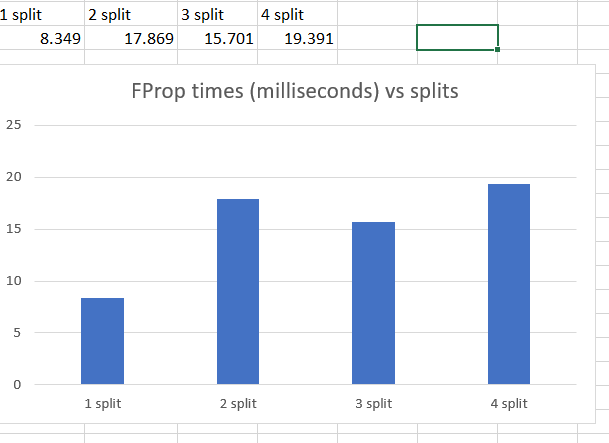 1 split 2 split 3 split 4 split
8.349 17.869 15.701 19.391
FProp times (milliseconds) vs splits
25
20
15
10
5
0
1 split 2 split 3 split 4 split